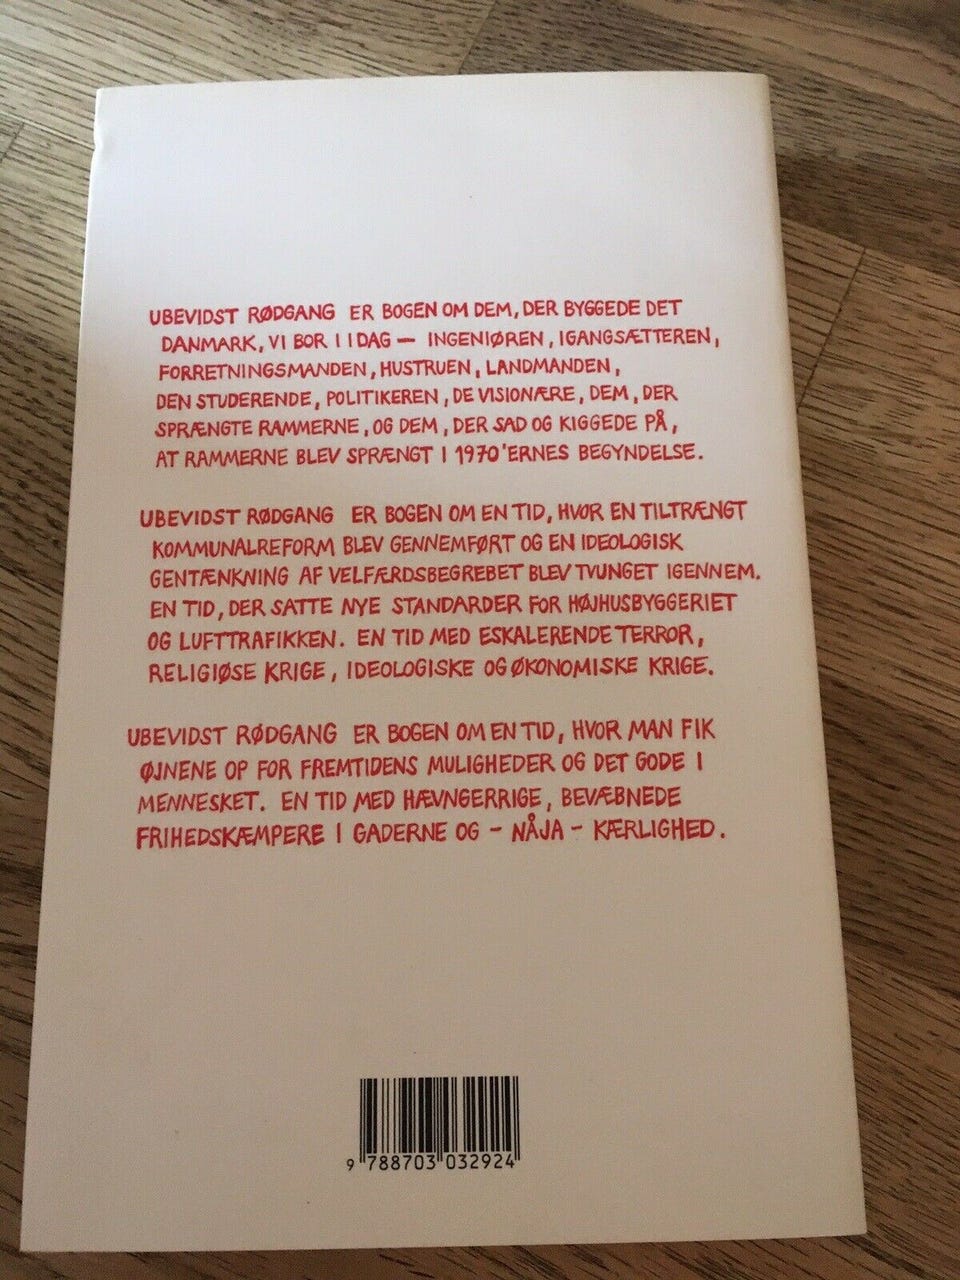 UBEVIDST RØDGANG ER BOGEN OM DEM, DER BYGGEDE DET
DANMARK, VI BOR I I DAG — INGENIØREN, IGANGSÆTTEREN,
FORRETNINGSMANDEN, HUSTRUEN, LANDMANDEN,
DEN STUDERENDE, POLITIKEREN, DE VISIONÆRE, DEM, DER
SPRÆNGTE RAMMERNE, OG DEM, DER SAD OG KIGGEDE PÅ,
AT RAMMERNE BLEV SPRÆNGT I 1970'ERNES BEGYNDELSE.
UBEVIDST RØDGANG ER BOGEN OM EN TID, HVOR EN TILTRÆNGT
KOMMUNALREFORM BLEV GENNEMFØRT OG EN IDEOLOGISK
GENTÆNKNING AF VELFÆRDSBEGREBET BLEV TVUNGET IGENNEM.
EN TID, DER SATTE NYE STANDARDER FOR HØJHUSBYGGERIET
OG LUFTTRAFIKKEN. EN TID MED ESKALERENDE TERROR,
RELIGIØSE KRIGE, IDEOLOGISKE OG ØKONOMISKE KRIGE.
UBEVIDST RØDGANG ER BOGEN OM EN TID, HVOR MAN FIK
ØJNENE OP FOR FREMTIDENS MULIGHEDER OG DET GODE I
MENNESKET. EN TID MED HÆVNGERRIGE, BEVÆBNEDE
FRIHEDSKÆMPERE I GADERNE OG - NÅJA - KÆRLIGHED.
9 788703 032924